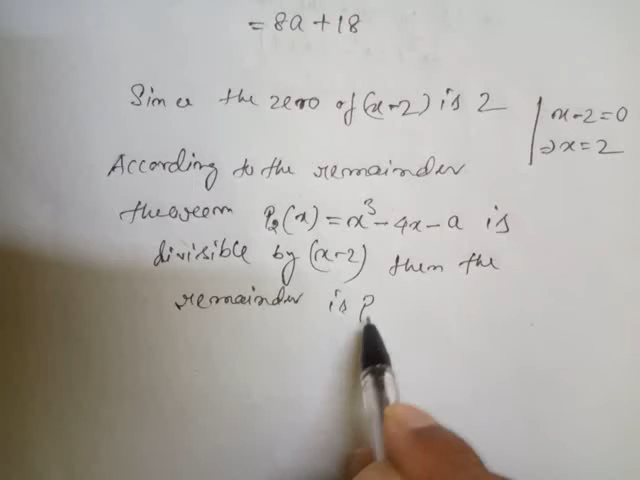 = 8a + 18
Since the zero of (x-2) is 2
x-2=0
⇒x=2
According to the remainder
theorem P₂(x) = x³ - 4x - a is
divisible by (x-2) then the
remainder is P